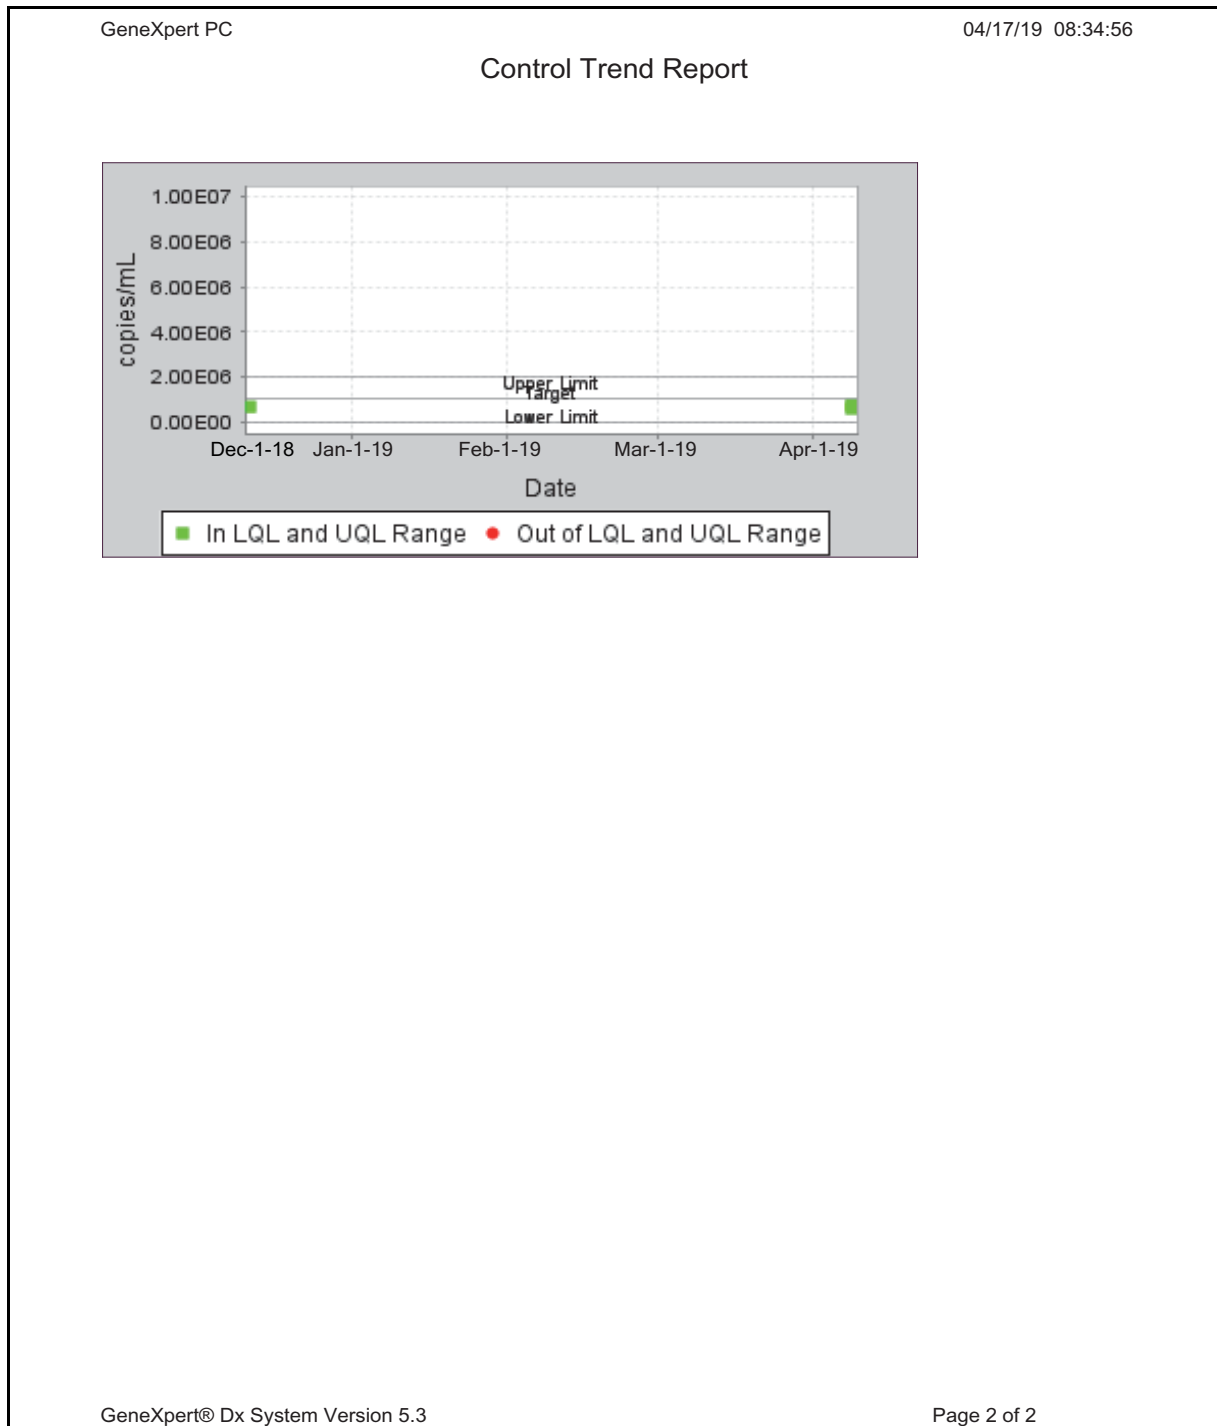 GeneXpert PC 04/17/19 08:34:56
Control Trend Report
1.00E07
8.00E06
6.00E06
4.00E06
2.00E06
0.00E00
copies/mL
Upper Limit
Target
Lower Limit
Dec-1-18 Jan-1-19 Feb-1-19 Mar-1-19 Apr-1-19
Date
In LQL and UQL Range Out of LQL and UQL Range
GeneXpert® Dx System Version 5.3 Page 2 of 2